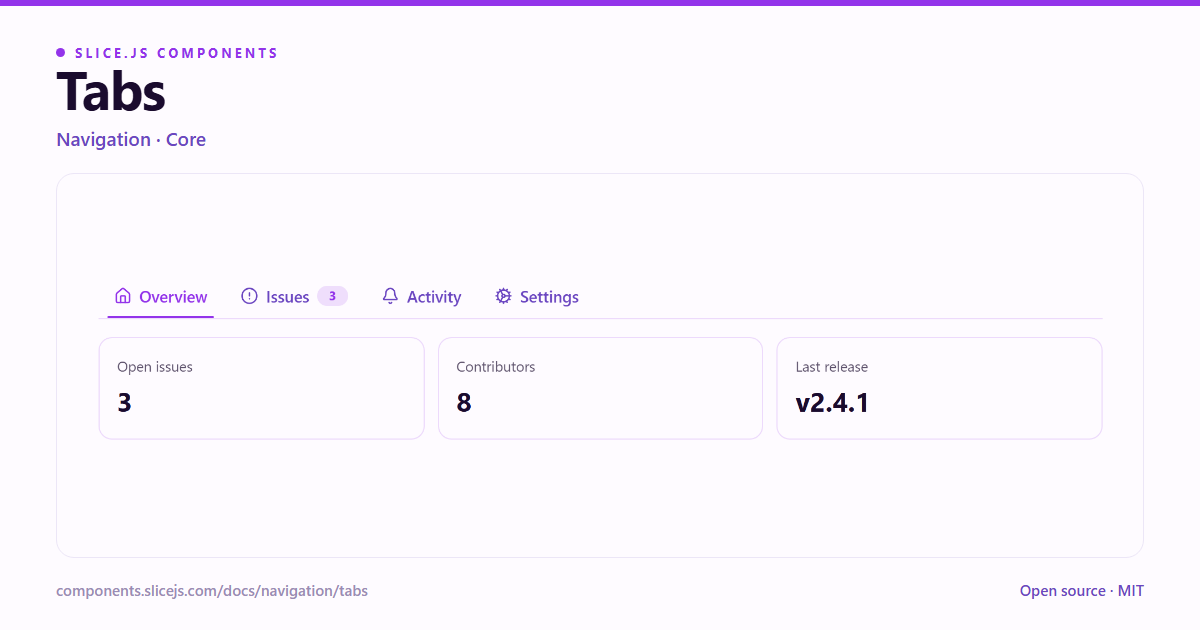 SLICE.JS COMPONENTS
Tabs
Navigation · Core
Overview Issues 3 Activity Settings
Open issues Contributors Last release
3 8 v2.4.1
components.slicejs.com/docs/navigation/tabs Open source · MIT